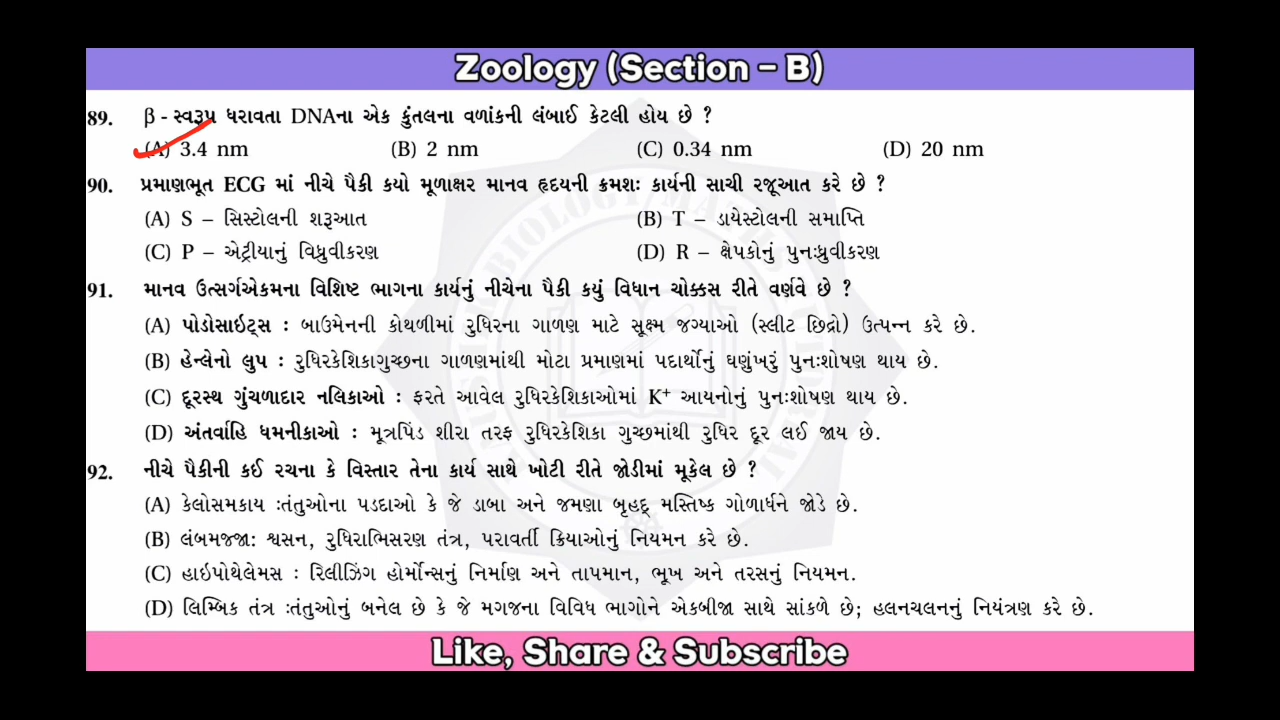 Zoology (Section – B)
89. β - સ્વરૂપ ધરાવતા DNAના એક કુંતલના વળાંકની લંબાઈ કેટલી હોય છે ?
(A) 3.4 nm (B) 2 nm (C) 0.34 nm (D) 20 nm
90. પ્રમાણભૂત ECG માં નીચે પૈકી કયો મૂળાક્ષર માનવ હૃદયની ક્રમશઃ કાર્યની સાચી રજૂઆત કરે છે ?
(A) S – સિસ્ટોલની શરૂઆત (B) T – ડાયેસ્ટોલની સમાપ્તિ
(C) P – એટ્રીયાનું વિધ્રુવીકરણ (D) R – ક્ષેપકોનું પુનઃધ્રુવીકરણ
91. માનવ ઉત્સર્ગએકમના વિશિષ્ટ ભાગના કાર્યનું નીચેના પૈકી કયું વિધાન ચોક્કસ રીતે વર્ણવે છે ?
(A) પોડોસાઇટ્સ : બાઉમેનની કોથળીમાં રુધિરના ગાળણ માટે સૂક્ષ્મ જગ્યાઓ (સ્લીટ છિદ્રો) ઉત્પન્ન કરે છે.
(B) હેન્લેનો લુપ : રુધિરકેશિકાગુચ્છના ગાળણમાંથી મોટા પ્રમાણમાં પદાર્થોનું ઘણુંખરું પુનઃશોષણ થાય છે.
(C) દૂરસ્થ ગુંચળાદાર નલિકાઓ : ફરતે આવેલ રુધિરકેશિકાઓમાં K⁺ આયનોનું પુનઃશોષણ થાય છે.
(D) અંતર્વાહિ ધમનીકાઓ : મૂત્રપિંડ શીરા તરફ રુધિરકેશિકા ગુચ્છમાંથી રુધિર દૂર લઈ જાય છે.
92. નીચે પૈકીની કઈ રચના કે વિસ્તાર તેના કાર્ય સાથે ખોટી રીતે જોડીમાં મૂકેલ છે ?
(A) કેલોસમકાય :તંતુઓના પડદાઓ કે જે ડાબા અને જમણા બૃહદ્ મસ્તિષ્ક ગોળાર્ધને જોડે છે.
(B) લંબમજ્જા: શ્વસન, રુધિરાભિસરણ તંત્ર, પરાવર્તી ક્રિયાઓનું નિયમન કરે છે.
(C) હાઇપોથેલેમસ : રિલીઝિંગ હોર્મોન્સનું નિર્માણ અને તાપમાન, ભૂખ અને તરસનું નિયમન.
(D) લિમ્બિક તંત્ર :તંતુઓનું બનેલ છે કે જે મગજના વિવિધ ભાગોને એકબીજા સાથે સાંકળે છે; હલનચલનનું નિયંત્રણ કરે છે.
Like, Share & Subscribe